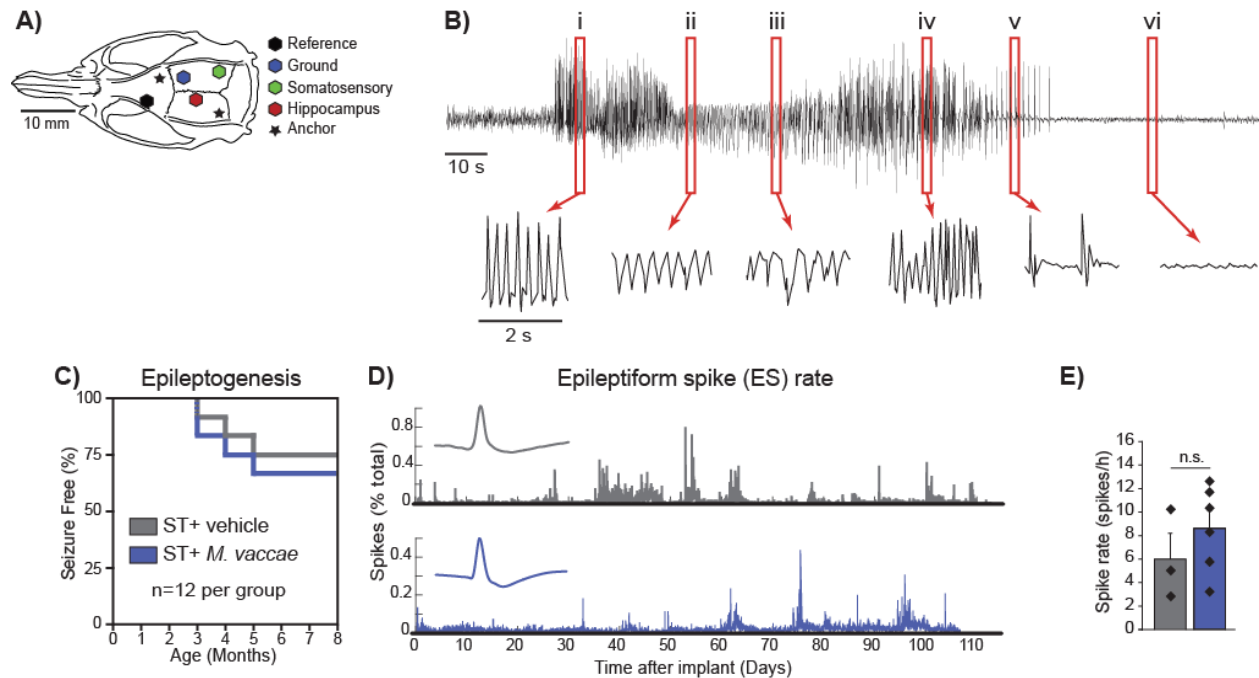 A)
Reference
Ground
Somatosensory
Hippocampus
Anchor
10 mm
B)
i ii iii iv v vi
10 s
2 s
C)
Epileptogenesis
100
75
50
25
0
Seizure Free (%)
ST+ vehicle
ST+ M. vaccae
n=12 per group
0 1 2 3 4 5 6 7 8
Age (Months)
D)
Epileptiform spike (ES) rate
0.8
0.4
0
0.4
0.2
0
Spikes (% total)
0 10 20 30 40 50 60 70 80 90 100 110
Time after implant (Days)
E)
16
14
12
10
8
6
4
2
0
Spike rate (spikes/h)
n.s.